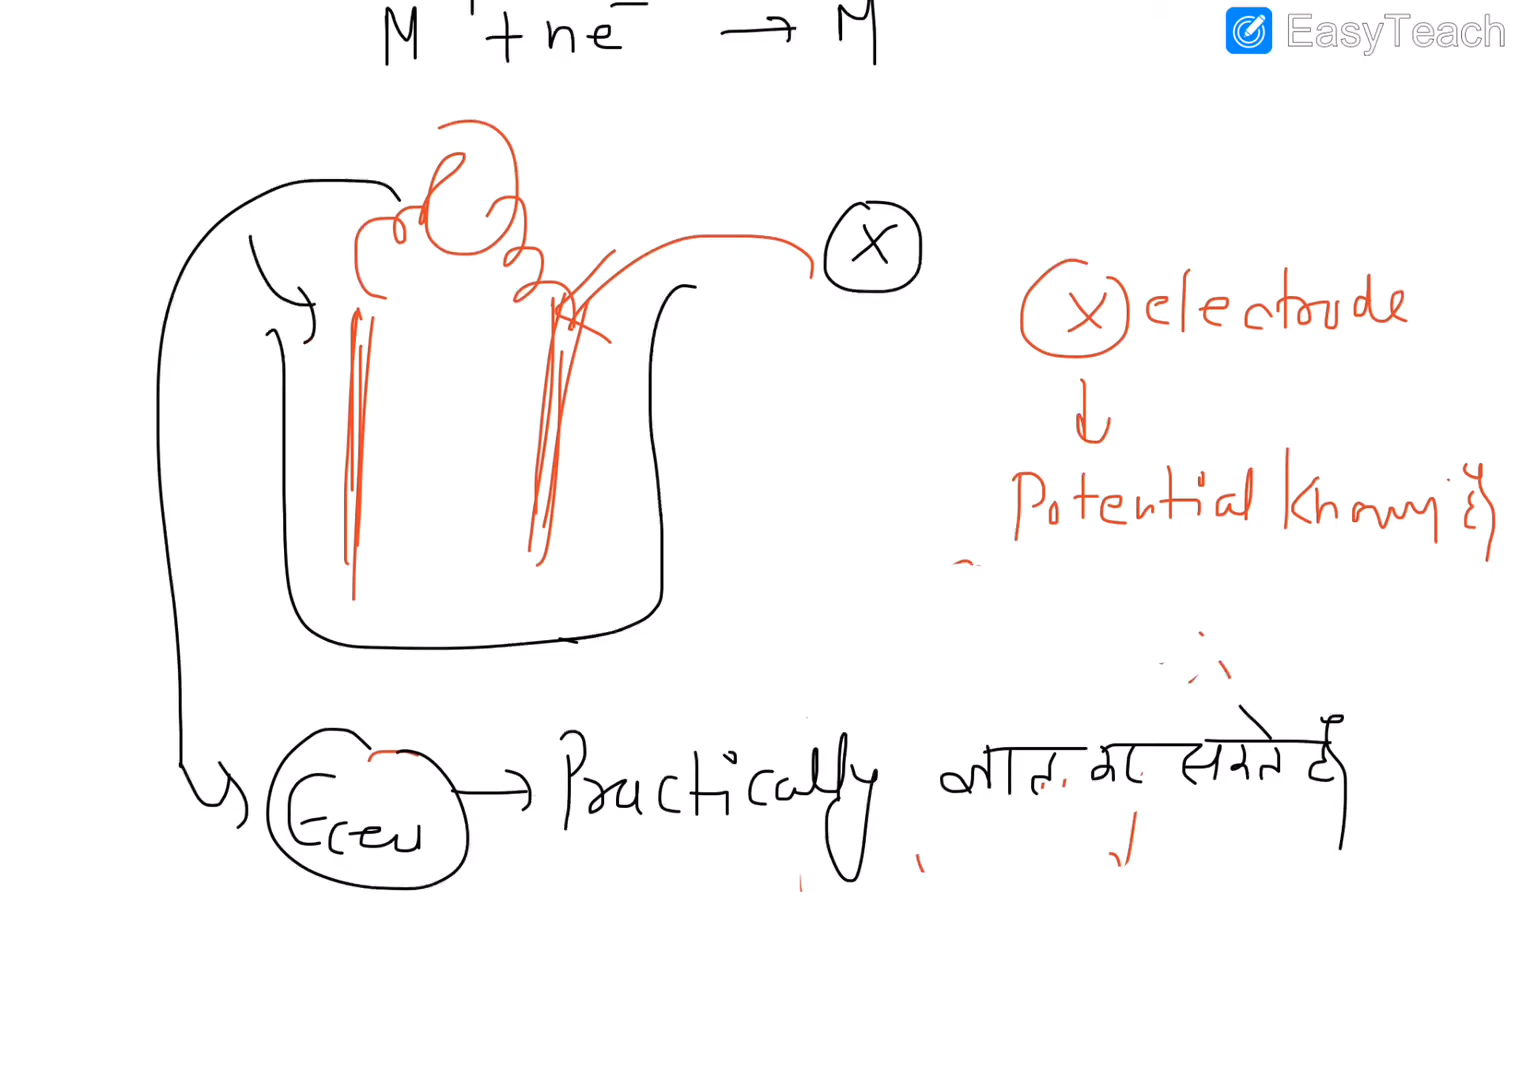 M + ne⁻ → M
EasyTeach
X
X electrode
↓
Potential known है
Ecell → Practically ज्ञात कर सकते हैं